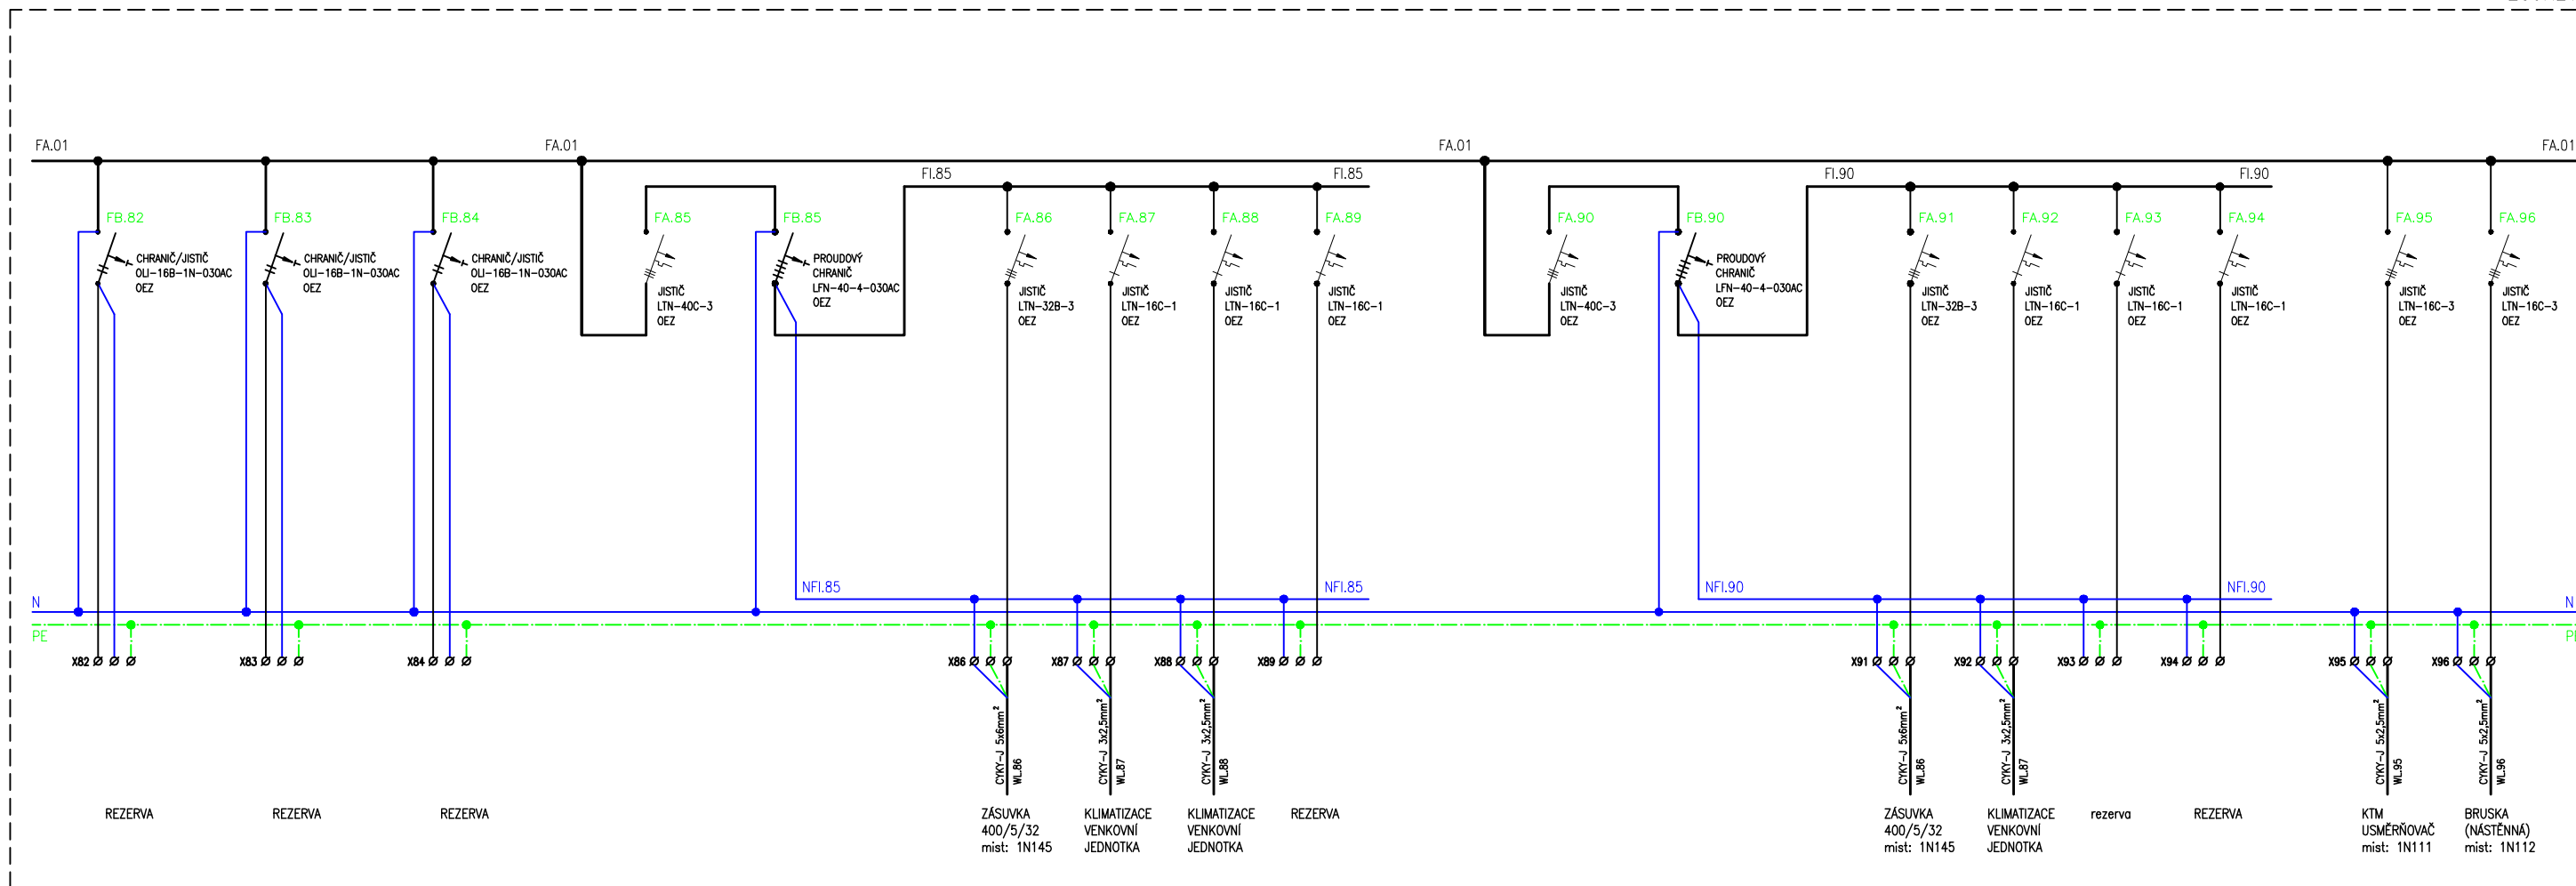 FA.01
FA.01
FA.01
FA.01
FI.85
FI.85
FI.90
FI.90
FB.82
FB.83
FB.84
FA.85
FB.85
FA.86
FA.87
FA.88
FA.89
FA.90
FB.90
FA.91
FA.92
FA.93
FA.94
FA.95
FA.96
CHRANIČ/JISTIČ
OLI-16B-1N-030AC
OEZ
CHRANIČ/JISTIČ
OLI-16B-1N-030AC
OEZ
CHRANIČ/JISTIČ
OLI-16B-1N-030AC
OEZ
JISTIČ
LTN-40C-3
OEZ
PROUDOVÝ
CHRANIČ
LFN-40-4-030AC
OEZ
JISTIČ
LTN-32B-3
OEZ
JISTIČ
LTN-16C-1
OEZ
JISTIČ
LTN-16C-1
OEZ
JISTIČ
LTN-16C-1
OEZ
JISTIČ
LTN-40C-3
OEZ
PROUDOVÝ
CHRANIČ
LFN-40-4-030AC
OEZ
JISTIČ
LTN-32B-3
OEZ
JISTIČ
LTN-16C-1
OEZ
JISTIČ
LTN-16C-1
OEZ
JISTIČ
LTN-16C-1
OEZ
JISTIČ
LTN-16C-3
OEZ
JISTIČ
LTN-16C-3
OEZ
NFI.85
NFI.85
NFI.90
NFI.90
N
N
PE
X82
X83
X84
X86
X87
X88
X89
X91
X92
X93
X94
X95
X96
CYKY-J 5x6mm²
WL.86
CYKY-J 3x2,5mm²
WL.87
CYKY-J 3x2,5mm²
WL.88
CYKY-J 5x6mm²
WL.86
CYKY-J 3x2,5mm²
WL.87
CYKY-J 5x2,5mm²
WL.95
CYKY-J 5x2,5mm²
WL.96
REZERVA
REZERVA
REZERVA
ZÁSUVKA
400/5/32
mist: 1N145
KLIMATIZACE
VENKOVNÍ
JEDNOTKA
KLIMATIZACE
VENKOVNÍ
JEDNOTKA
REZERVA
ZÁSUVKA
400/5/32
mist: 1N145
KLIMATIZACE
VENKOVNÍ
JEDNOTKA
rezerva
REZERVA
KTM
USMĚRŇOVAČ
mist: 1N111
BRUSKA
(NÁSTĚNNÁ)
mist: 1N112